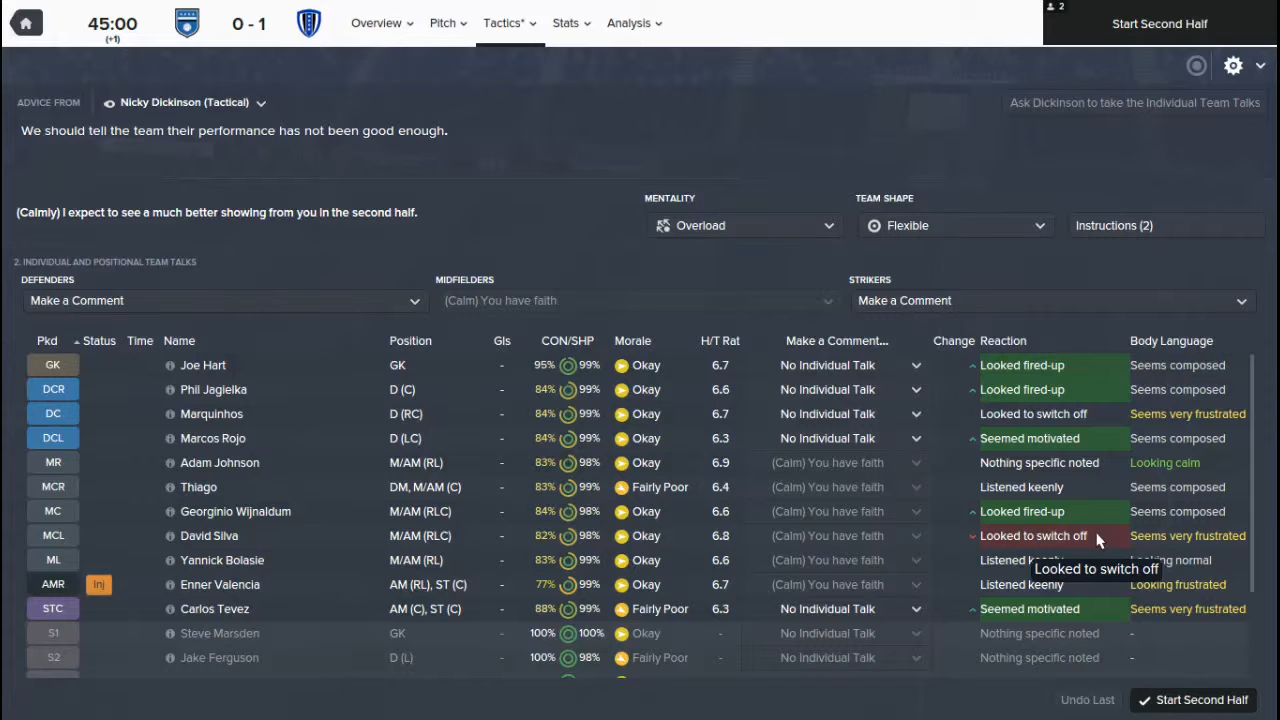 45:00 0 - 1 Overview Pitch Tactics* Stats Analysis 2 Start Second Half
(+1)
ADVICE FROM Nicky Dickinson (Tactical) Ask Dickinson to take the Individual Team Talks
We should tell the team their performance has not been good enough.
MENTALITY TEAM SHAPE
(Calmly) I expect to see a much better showing from you in the second half.
Overload Flexible Instructions (2)
2. INDIVIDUAL AND POSITIONAL TEAM TALKS
DEFENDERS MIDFIELDERS STRIKERS
Make a Comment (Calm) You have faith Make a Comment
Pkd Status Time Name Position Gls CON/SHP Morale H/T Rat Make a Comment... Change Reaction Body Language
GK Joe Hart GK - 95% 99% Okay 6.7 No Individual Talk Looked fired-up Seems composed
DCR Phil Jagielka D (C) - 84% 99% Okay 6.6 No Individual Talk Looked fired-up Seems composed
DC Marquinhos D (RC) - 84% 99% Okay 6.7 No Individual Talk Looked to switch off Seems very frustrated
DCL Marcos Rojo D (LC) - 84% 99% Okay 6.3 No Individual Talk Seemed motivated Seems composed
MR Adam Johnson M/AM (RL) - 83% 98% Okay 6.9 (Calm) You have faith Nothing specific noted Looking calm
MCR Thiago DM, M/AM (C) - 83% 99% Fairly Poor 6.4 (Calm) You have faith Listened keenly Seems composed
MC Georginio Wijnaldum M/AM (RLC) - 84% 98% Okay 6.6 (Calm) You have faith Looked fired-up Seems composed
MCL David Silva M/AM (RLC) - 82% 98% Okay 6.8 (Calm) You have faith Looked to switch off Seems very frustrated
ML Yannick Bolasie M/AM (RL) - 83% 99% Okay 6.6 (Calm) You have faith Listened keenly Looking normal
Looked to switch off
AMR Inj Enner Valencia AM (RL), ST (C) - 77% 99% Okay 6.7 (Calm) You have faith Listened keenly Looking frustrated
STC Carlos Tevez AM (C), ST (C) - 88% 99% Fairly Poor 6.3 No Individual Talk Seemed motivated Seems very frustrated
S1 Steve Marsden GK - 100% 100% Okay - No Individual Talk Nothing specific noted -
S2 Jake Ferguson D (L) - 100% 98% Fairly Poor - No Individual Talk Nothing specific noted -
Undo Last Start Second Half